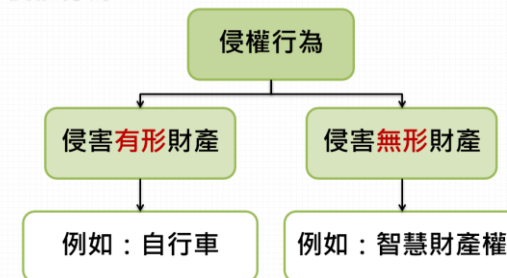 侵權行為
侵害有形財產
侵害無形財產
例如：自行車
例如：智慧財產權